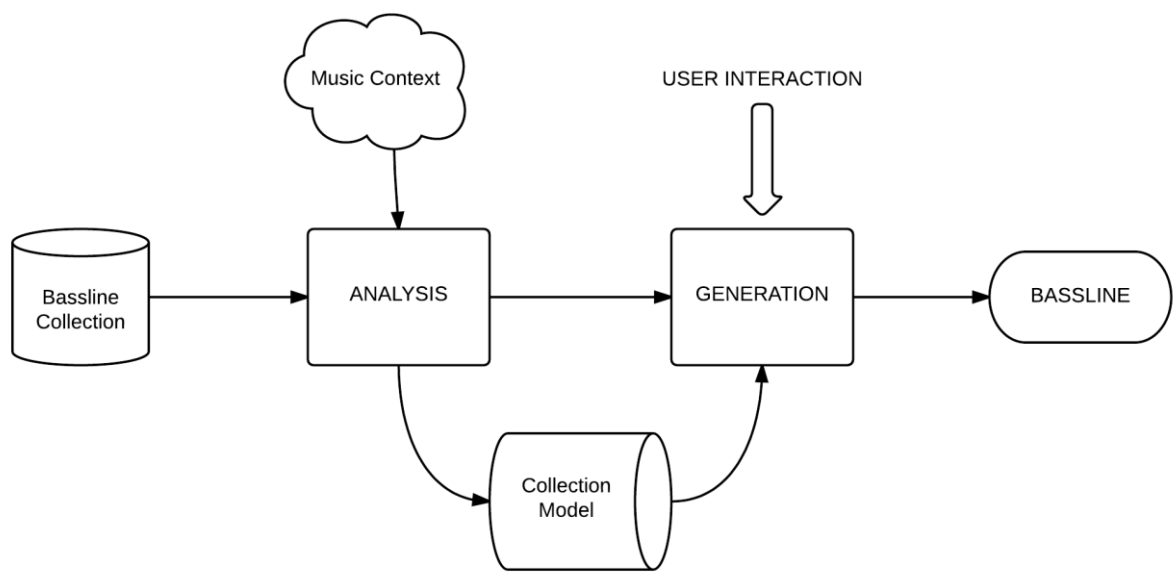 Music Context
USER INTERACTION
Bassline
Collection
ANALYSIS
GENERATION
BASSLINE
Collection
Model